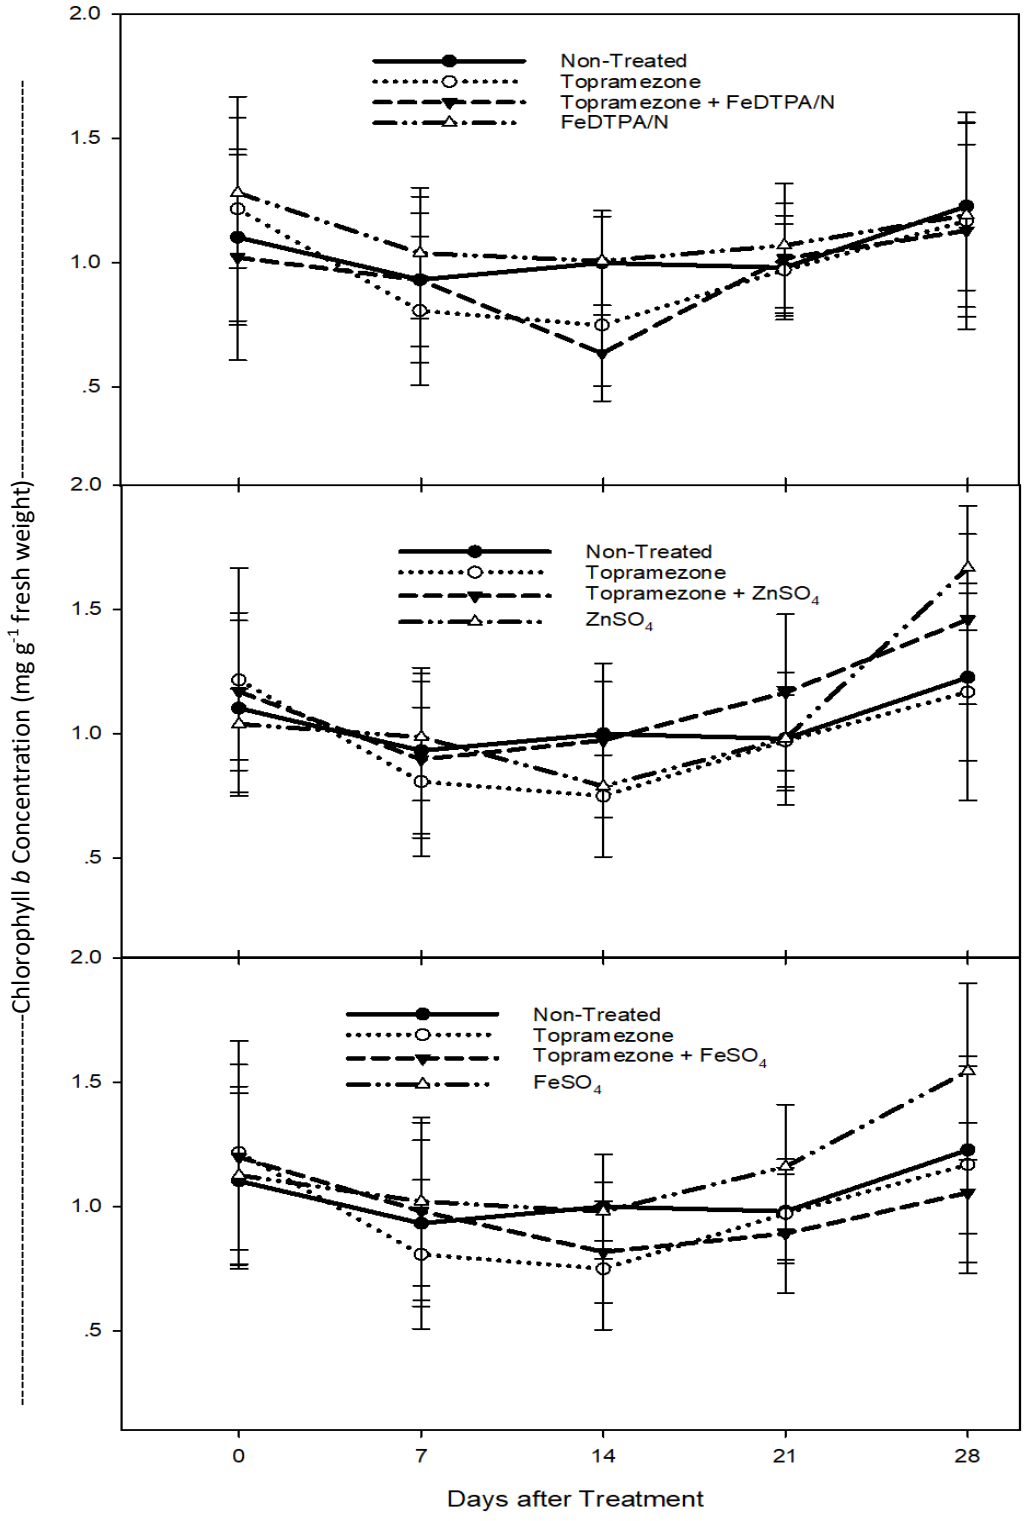 2.0
Non-Treated
Topramezone
Topramezone + FeDTPA/N
FeDTPA/N
1.5
1.0
.5
2.0
Non-Treated
Topramezone
Topramezone + ZnSO4
ZnSO4
1.5
1.0
.5
2.0
Non-Treated
Topramezone
Topramezone + FeSO4
FeSO4
1.5
1.0
.5
0 7 14 21 28
Days after Treatment
Chlorophyll b Concentration (mg g-1 fresh weight)